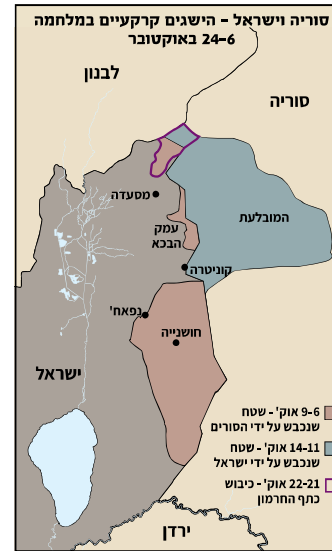 סוריה וישראל – הישגים קרקעיים במלחמה
24-6 באוקטובר
לבנון
סוריה
מסעדה
המובלעת
עמק
הבכא
קוניטרה
נפאח'
חושנייה
ישראל
9-6 אוק' - שטח
שנכבש על ידי הסורים
14-11 אוק' - שטח
שנכבש על ידי ישראל
22-21 אוק' - כיבוש
כתף החרמון
ירדן